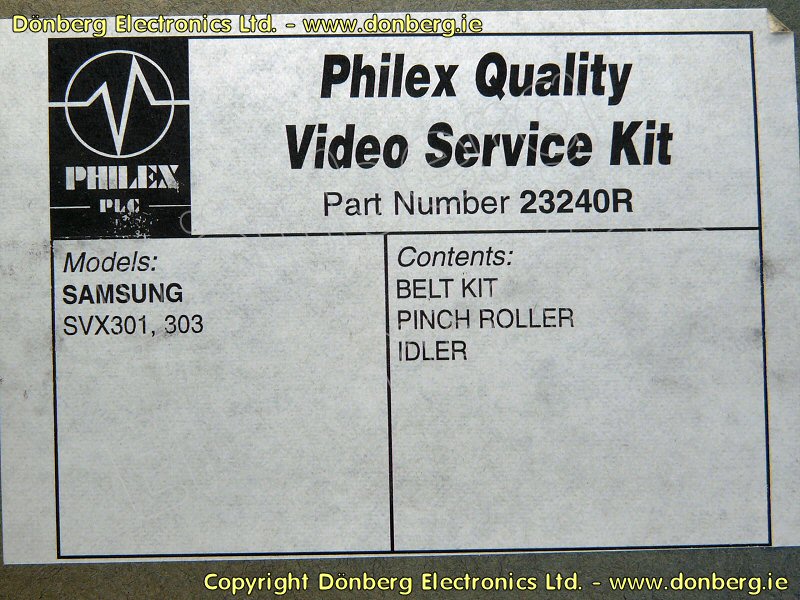 Dönberg Electronics Ltd. - www.donberg.ie
PHILEX
PLC
Philex Quality
Video Service Kit
Part Number 23240R
Models:
SAMSUNG
SVX301, 303
Contents:
BELT KIT
PINCH ROLLER
IDLER
Copyright Dönberg Electronics Ltd. - www.donberg.ie